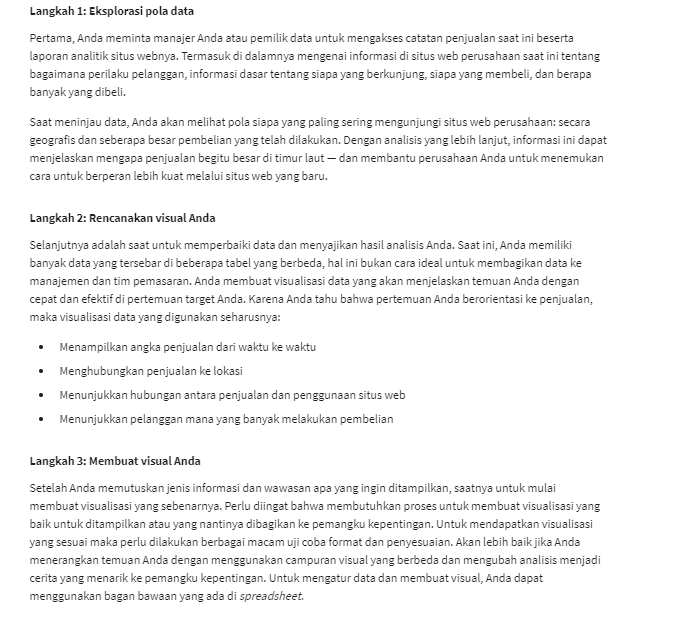 Langkah 1: Eksplorasi pola data
Pertama, Anda meminta manajer Anda atau pemilik data untuk mengakses catatan penjualan saat ini beserta
laporan analitik situs webnya. Termasuk di dalamnya mengenai informasi di situs web perusahaan saat ini tentang
bagaimana perilaku pelanggan, informasi dasar tentang siapa yang berkunjung, siapa yang membeli, dan berapa
banyak yang dibeli.
Saat meninjau data, Anda akan melihat pola siapa yang paling sering mengunjungi situs web perusahaan: secara
geografis dan seberapa besar pembelian yang telah dilakukan. Dengan analisis yang lebih lanjut, informasi ini dapat
menjelaskan mengapa penjualan begitu besar di timur laut — dan membantu perusahaan Anda untuk menemukan
cara untuk berperan lebih kuat melalui situs web yang baru.
Langkah 2: Rencanakan visual Anda
Selanjutnya adalah saat untuk memperbaiki data dan menyajikan hasil analisis Anda. Saat ini, Anda memiliki
banyak data yang tersebar di beberapa tabel yang berbeda, hal ini bukan cara ideal untuk membagikan data ke
manajemen dan tim pemasaran. Anda membuat visualisasi data yang akan menjelaskan temuan Anda dengan
cepat dan efektif di pertemuan target Anda. Karena Anda tahu bahwa pertemuan Anda berorientasi ke penjualan,
maka visualisasi data yang digunakan seharusnya:
• Menampilkan angka penjualan dari waktu ke waktu
• Menghubungkan penjualan ke lokasi
• Menunjukkan hubungan antara penjualan dan penggunaan situs web
• Menunjukkan pelanggan mana yang banyak melakukan pembelian
Langkah 3: Membuat visual Anda
Setelah Anda memutuskan jenis informasi dan wawasan apa yang ingin ditampilkan, saatnya untuk mulai
membuat visualisasi yang sebenarnya. Perlu diingat bahwa membutuhkan proses untuk membuat visualisasi yang
baik untuk ditampilkan atau yang nantinya dibagikan ke pemangku kepentingan. Untuk mendapatkan visualisasi
yang sesuai maka perlu dilakukan berbagai macam uji coba format dan penyesuaian. Akan lebih baik jika Anda
menerangkan temuan Anda dengan menggunakan campuran visual yang berbeda dan mengubah analisis menjadi
cerita yang menarik ke pemangku kepentingan. Untuk mengatur data dan membuat visual, Anda dapat
menggunakan bagan bawaan yang ada di spreadsheet.